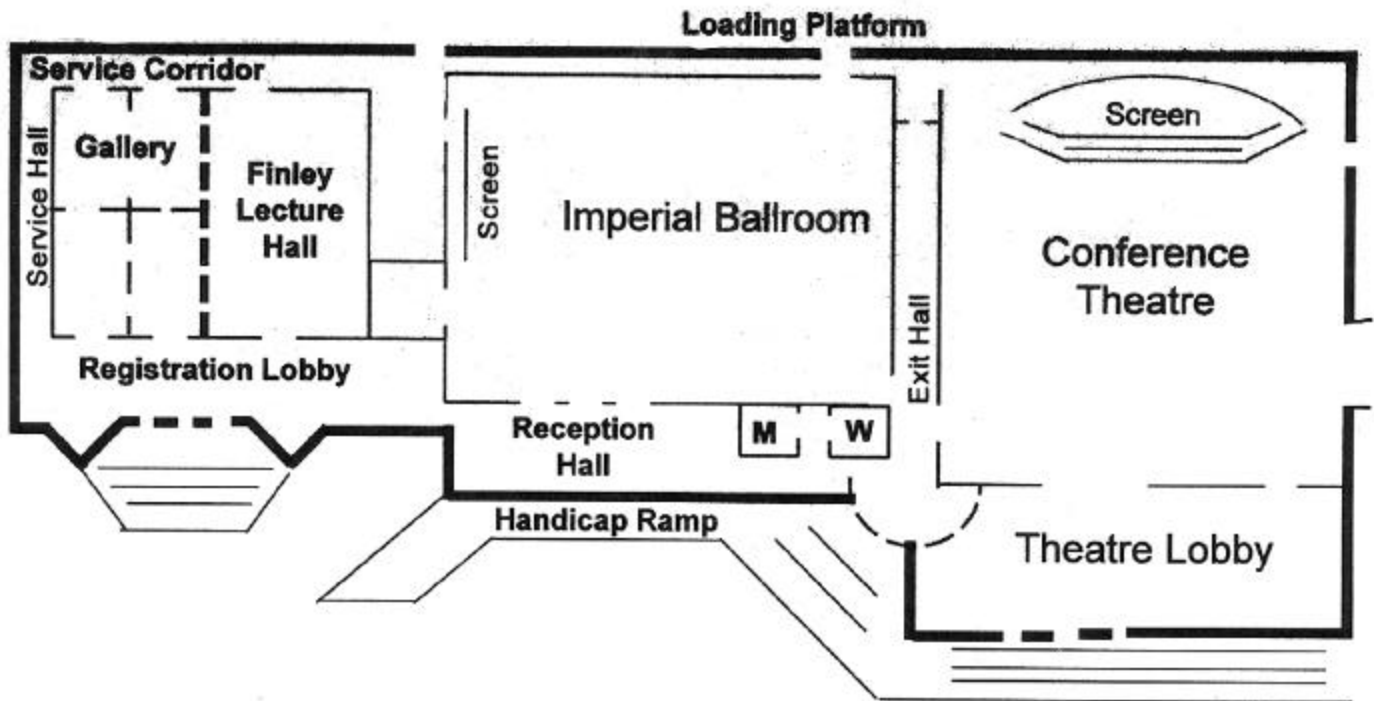 Loading Platform
Service Corridor
Service Hall
Gallery
Finley
Lecture
Hall
Screen
Imperial Ballroom
Exit Hall
Screen
Conference
Theatre
Registration Lobby
Reception
Hall
M
W
Handicap Ramp
Theatre Lobby